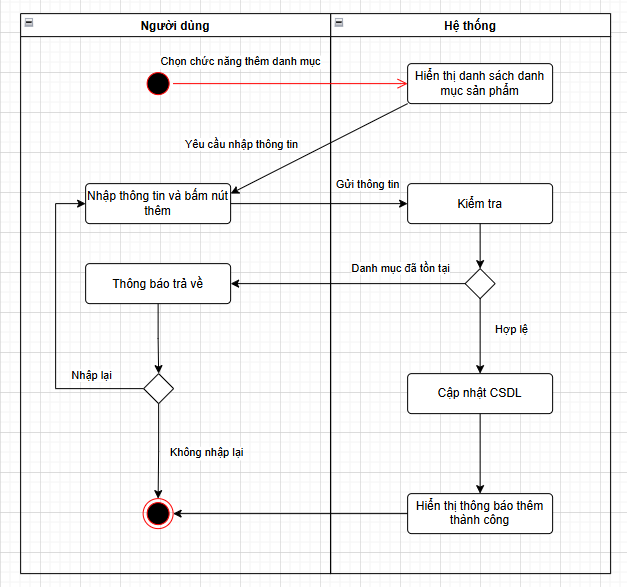 Người dùng
Hệ thống
Chọn chức năng thêm danh mục
Hiển thị danh sách danh
mục sản phẩm
Yêu cầu nhập thông tin
Nhập thông tin và bấm nút
thêm
Gửi thông tin
Kiểm tra
Danh mục đã tồn tại
Thông báo trả về
Hợp lệ
Nhập lại
Cập nhật CSDL
Không nhập lại
Hiển thị thông báo thêm
thành công